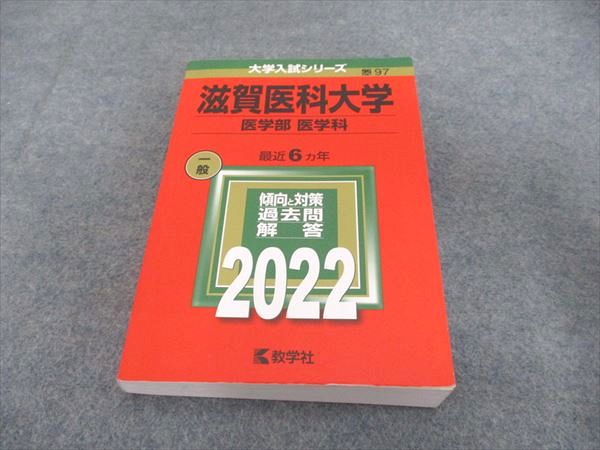 大学入試シリーズ
97
滋賀医科大学
医学部 医学科
最近6カ年
一般
傾向と対策
過去問
解答
2022
教学社